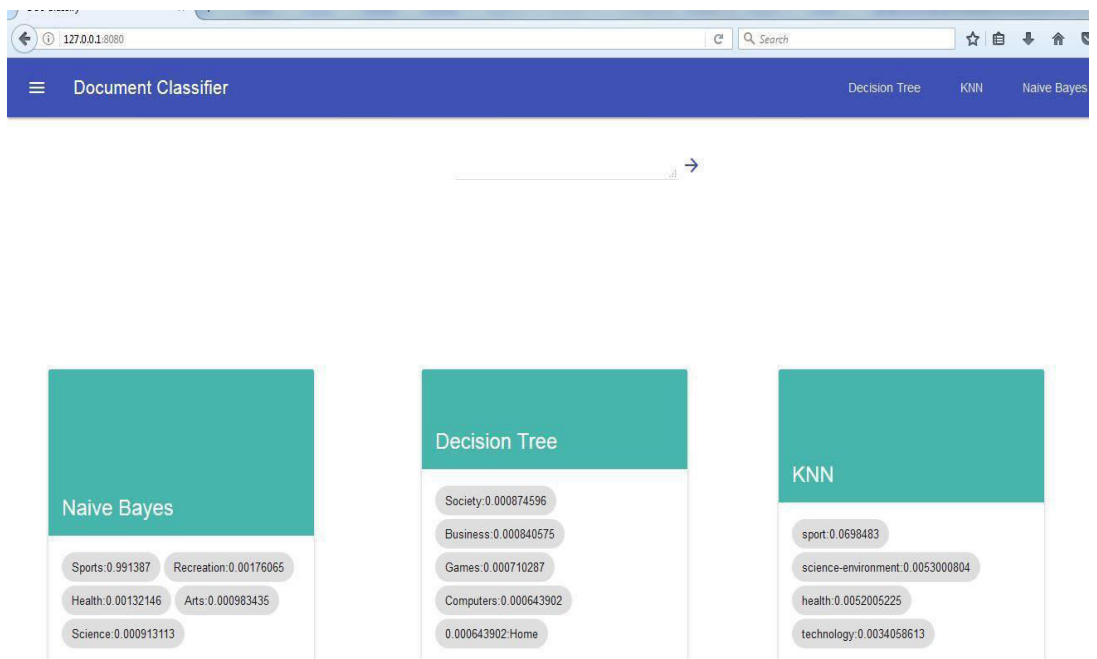 127.0.0.1:8080
Search
Document Classifier
Decision Tree
KNN
Naive Bayes
Naive Bayes
Sports:0.991387 Recreation:0.00176065
Health:0.00132146 Arts:0.000983435
Science:0.000913113
Decision Tree
Society:0.000874596
Business:0.000840575
Games:0.000710287
Computers:0.000643902
0.000643902:Home
KNN
sport:0.0698483
science-environment:0.0053000804
health:0.0052005225
technology:0.0034058613